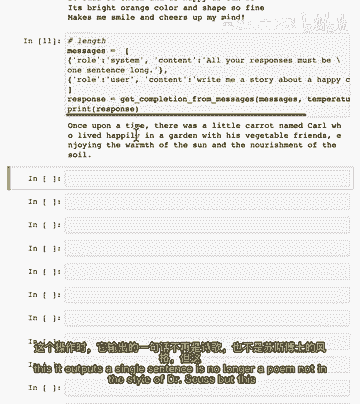 Its bright orange color and shape so fine
Makes me smile and cheers up my mind!
In [11]: # length
messages = [
{'role':'system', 'content':'All your responses must be \
one sentence long.'},
{'role':'user', 'content':'write me a story about a happy c
]
response = get_completion_from_messages(messages, temperatu
print(response)
Once upon a time, there was a little carrot named Carl wh
o lived happily in a garden with his vegetable friends, e
njoying the warmth of the sun and the nourishment of the
soil.
In [ ]:
In [ ]:
In [ ]:
In [ ]:
In [ ]:
In [ ]:
In [ ]:
这个操作时，它输出的一句话不再是诗歌，也不是苏斯博士的风
this it outputs a single sentence is no longer a poem not in
the style of Dr. Seuss but this
In [ ]: